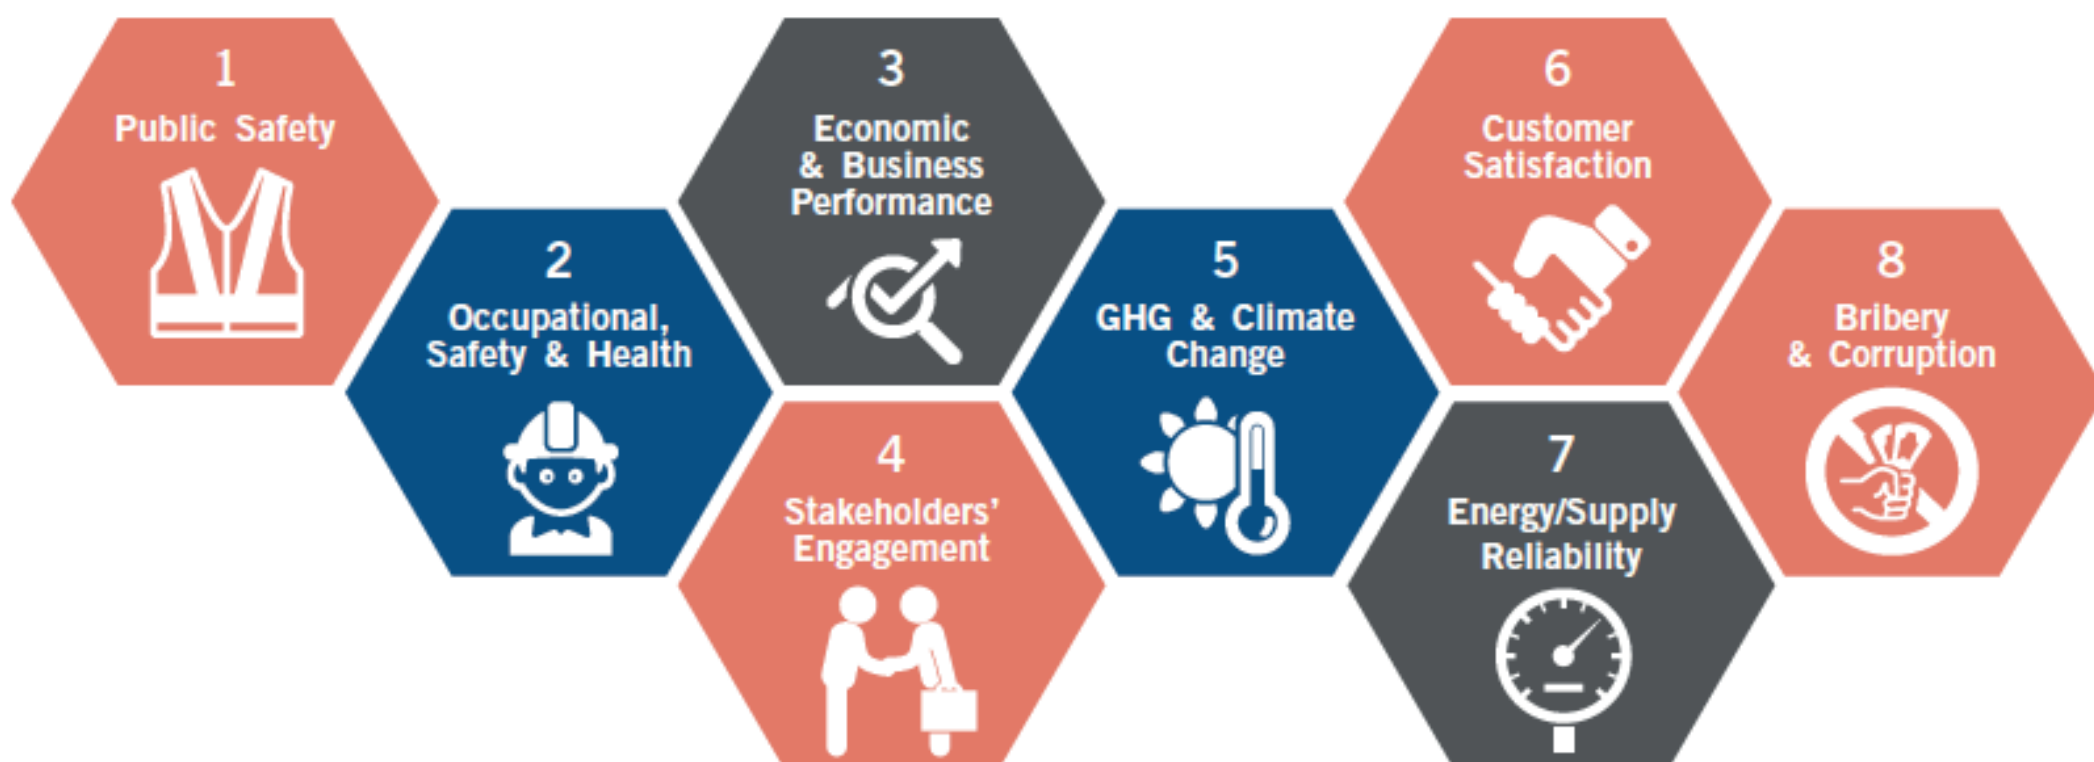 1
Public Safety
2
Occupational,
Safety & Health
3
Economic
& Business
Performance
4
Stakeholders’
Engagement
5
GHG & Climate
Change
6
Customer
Satisfaction
7
Energy/Supply
Reliability
8
Bribery
& Corruption